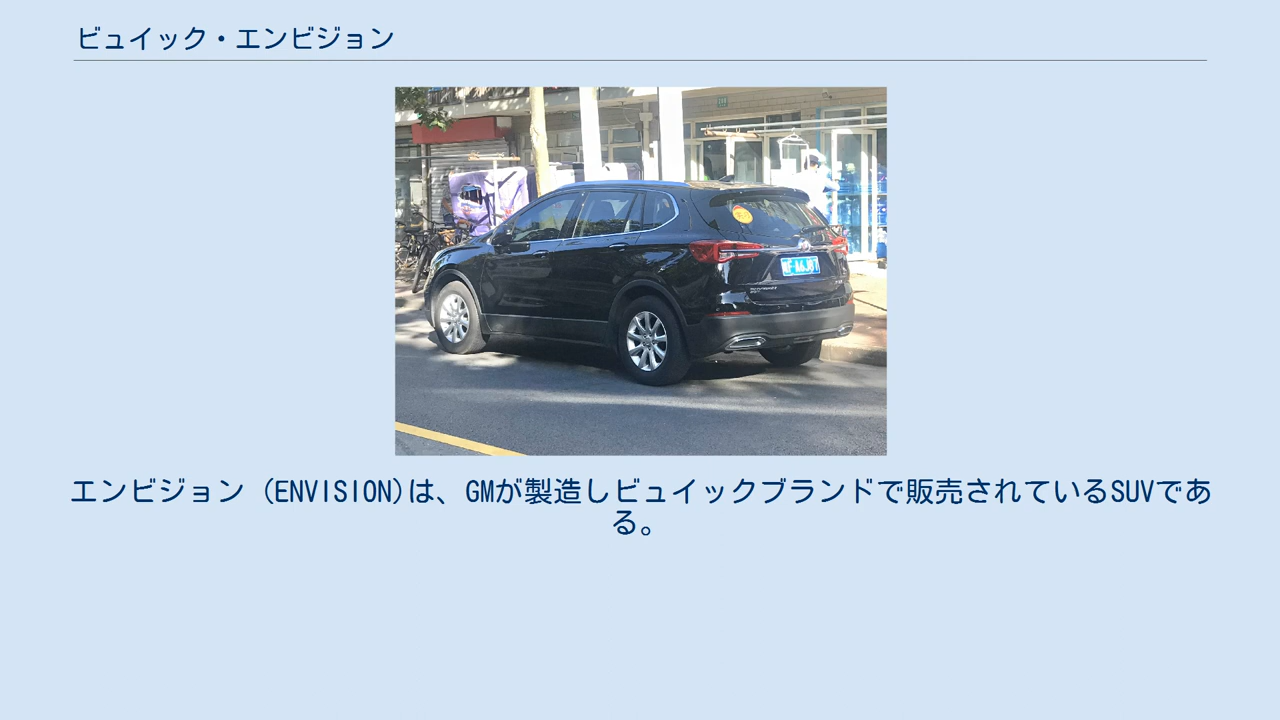 ビュイック・エンビジョン
エンビジョン (ENVISION)は、GMが製造しビュイックブランドで販売されているSUVであ
る。